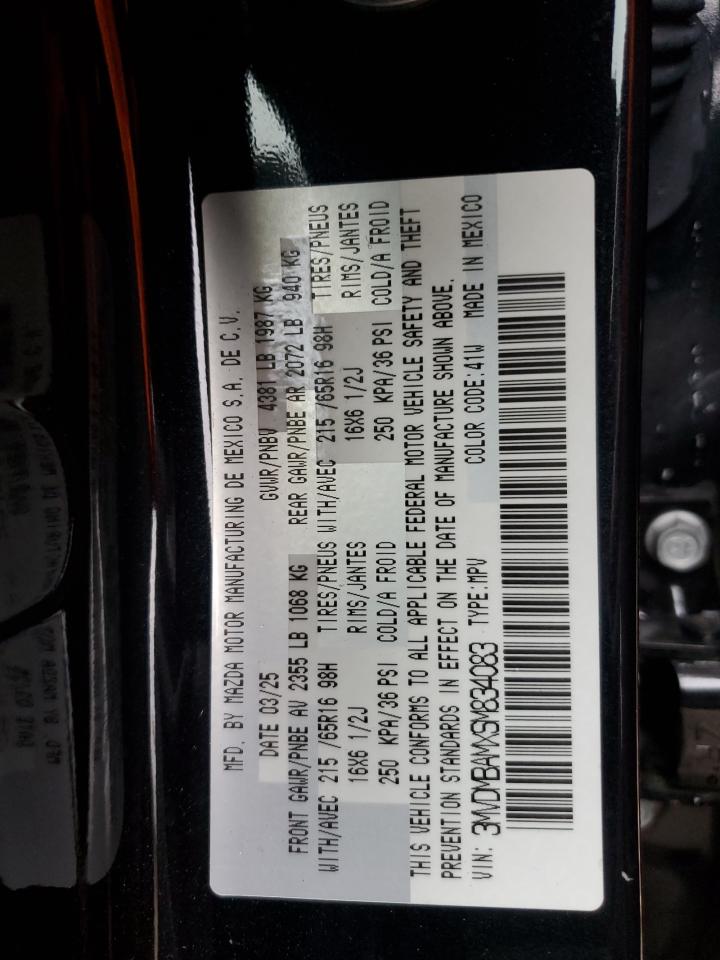 MFD. BY MAZDA MOTOR MANUFACTURING DE MEXICO S.A. DE C.V.
DATE 03/25 GVWR/PNBV 4381 LB 1987 KG
FRONT GAWR/PNBE AV 2355 LB 1068 KG REAR GAWR/PNBE AR 2072 LB 940 KG
WITH/AVEC 215 /65R16 98H TIRES/PNEUS WITH/AVEC 215 /65R16 98H TIRES/PNEUS
16X6 1/2J RIMS/JANTES 16X6 1/2J RIMS/JANTES
250 KPA/36 PSI COLD/A FROID 250 KPA/36 PSI COLD/A FROID
THIS VEHICLE CONFORMS TO ALL APPLICABLE FEDERAL MOTOR VEHICLE SAFETY AND THEFT
PREVENTION STANDARDS IN EFFECT ON THE DATE OF MANUFACTURE SHOWN ABOVE.
VIN: 3MVDMBAMXSM834083 TYPE:MPV COLOR CODE:41W MADE IN MEXICO